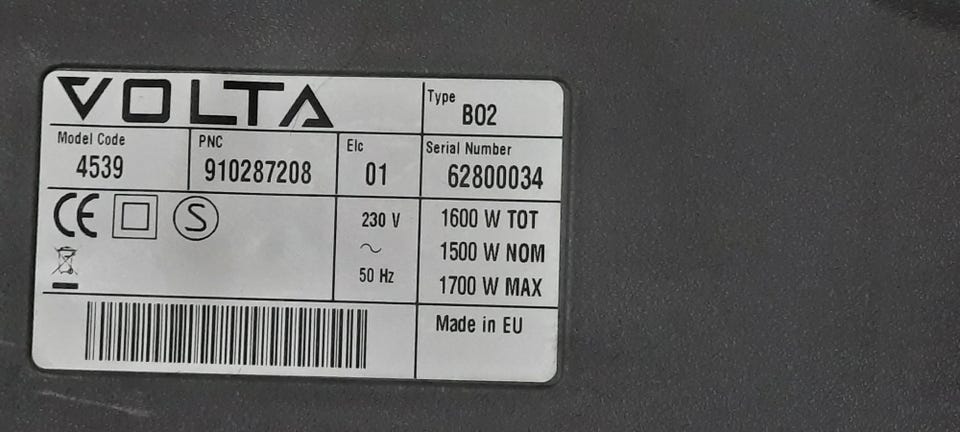 VOLTA
Type
B02
Model Code
4539
PNC
910287208
Elc
01
Serial Number
62800034
CE
S
230 V
~
50 Hz
1600 W TOT
1500 W NOM
1700 W MAX
Made in EU